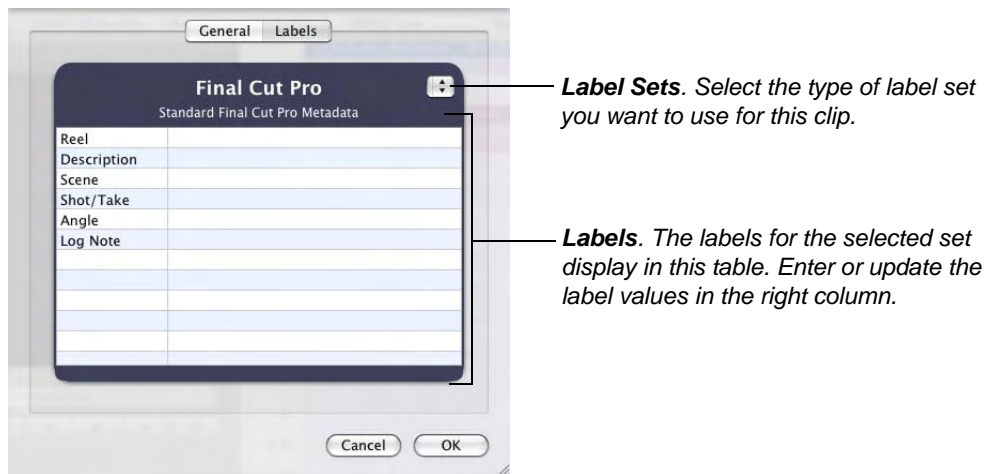 General Labels
Final Cut Pro
Standard Final Cut Pro Metadata
Reel
Description
Scene
Shot/Take
Angle
Log Note
Cancel OK
Label Sets. Select the type of label set
you want to use for this clip.
Labels. The labels for the selected set
display in this table. Enter or update the
label values in the right column.